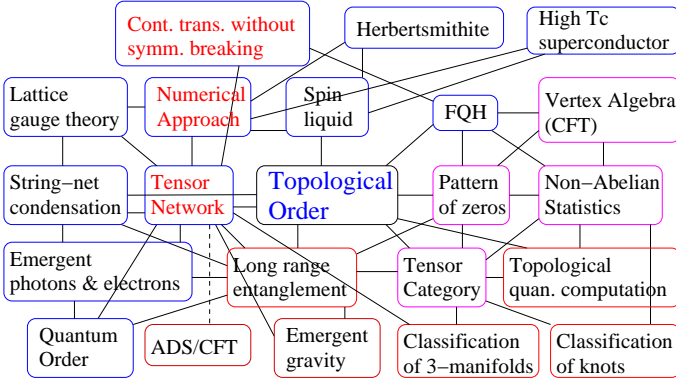 Cont. trans. without
symm. breaking
Herbertsmithite
High Tc
superconductor
Lattice
gauge theory
Numerical
Approach
Spin
liquid
FQH
Vertex Algebra
(CFT)
String−net
condensation
Tensor
Network
Topological
Order
Pattern
of zeros
Non−Abelian
Statistics
Emergent
photons & electrons
Long range
entanglement
Tensor
Category
Topological
quan. computation
Quantum
Order
ADS/CFT
Emergent
gravity
Classification
of 3−manifolds
Classification
of knots